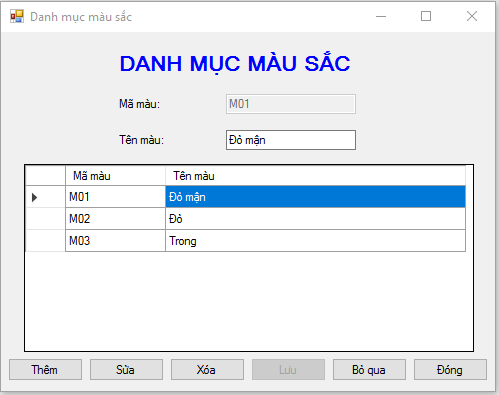 Danh mục màu sắc
DANH MỤC MÀU SẮC
Mã màu: M01
Tên màu: Đỏ mận
Mã màu Tên màu
M01 Đỏ mận
M02 Đỏ
M03 Trong
Thêm Sửa Xóa Lưu Bỏ qua Đóng